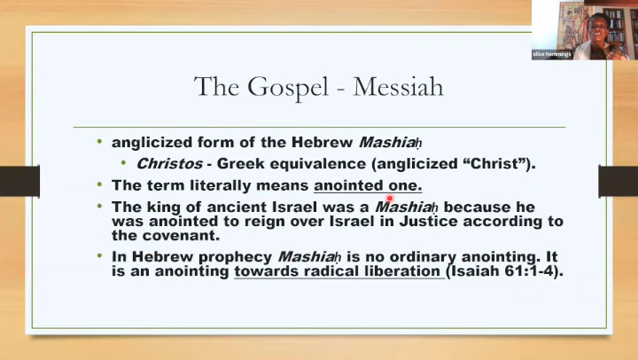 olive hemmings
The Gospel - Messiah
• anglicized form of the Hebrew Mashiaḥ
• Christos - Greek equivalence (anglicized “Christ”).
• The term literally means anointed one.
• The king of ancient Israel was a Mashiaḥ because he
was anointed to reign over Israel in Justice according to
the covenant.
• In Hebrew prophecy Mashiaḥ is no ordinary anointing. It
is an anointing towards radical liberation (Isaiah 61:1-4).